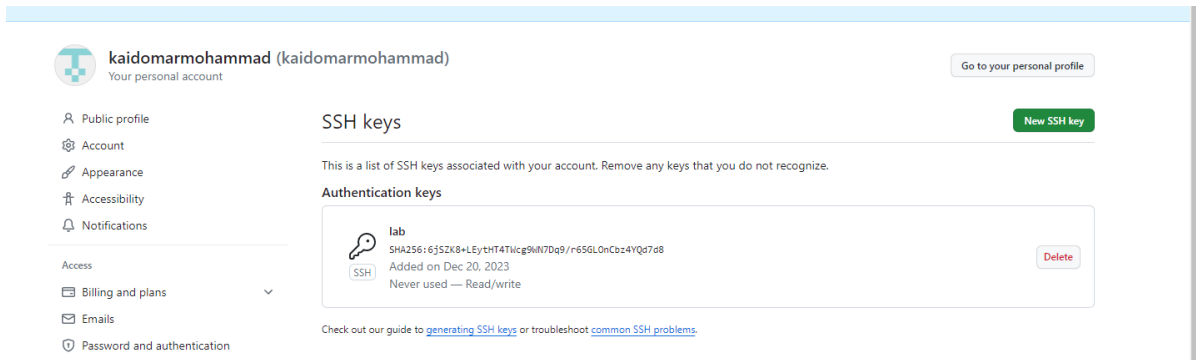 kaidomarmohammad (kaidomarmohammad)
Your personal account
Go to your personal profile
Public profile
Account
Appearance
Accessibility
Notifications
Access
Billing and plans
Emails
Password and authentication
SSH keys
New SSH key
This is a list of SSH keys associated with your account. Remove any keys that you do not recognize.
Authentication keys
lab
SHA256:6jSZK8+LEytHT4TWcg9WN7Dq9/r65GLOnCbz4YQd7d8
SSH
Added on Dec 20, 2023
Never used — Read/write
Delete
Check out our guide to generating SSH keys or troubleshoot common SSH problems.